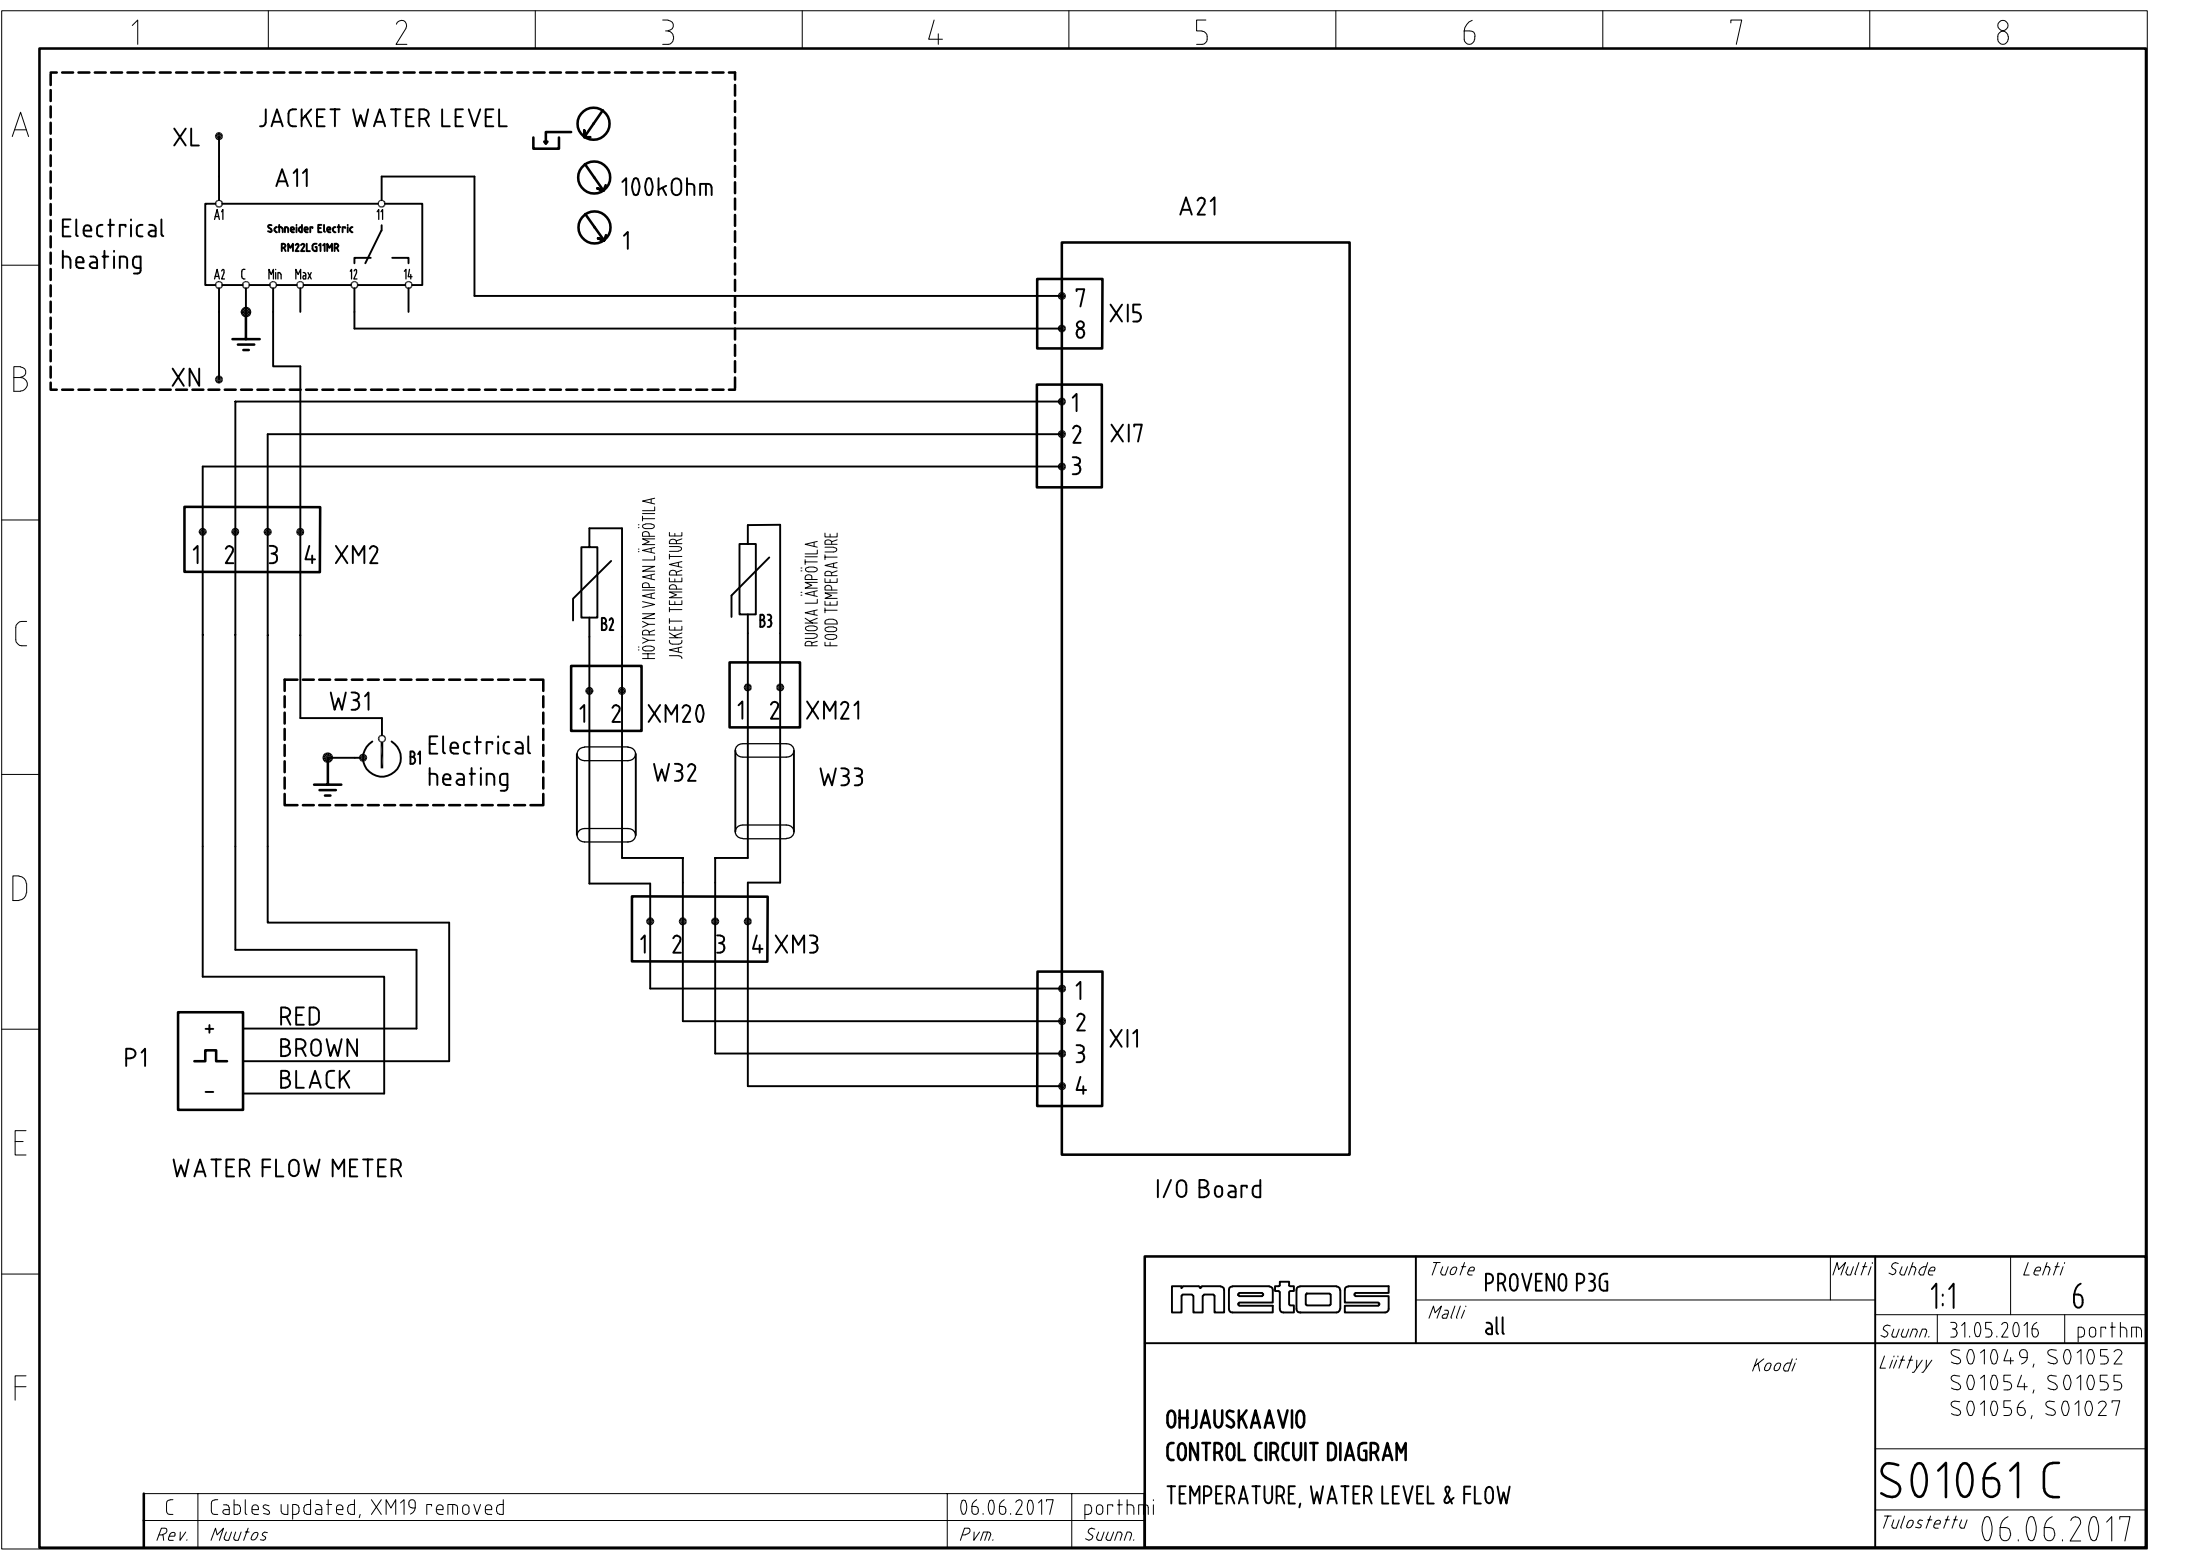 1 2 3 4 5 6 7 8
A
B
C
D
E
F
JACKET WATER LEVEL
XL
A11
100kOhm
1
Electrical
heating
A1
11
Schneider Electric
RM22LG11MR
A2 C Min Max 12 14
XN
A21
7
8
XI5
1
2
3
XI7
1 2 3 4 XM2
HÖYRYN VAIPAN LÄMPÖTILA
JACKET TEMPERATURE
B2
RUOKA LÄMPÖTILA
FOOD TEMPERATURE
B3
1 2 XM20
1 2 XM21
W31
B1
Electrical
heating
W32
W33
1 2 3 4 XM3
1
2
3
4
XI1
P1
+
-
RED
BROWN
BLACK
WATER FLOW METER
I/O Board
metos
Tuote PROVENO P3G
Multi
Malli all
Suhde
1:1
Lehti
6
Suunn. 31.05.2016 porthm
Koodi
Liittyy S01049, S01052
S01054, S01055
S01056, S01027
OHJAUSKAAVIO
CONTROL CIRCUIT DIAGRAM
TEMPERATURE, WATER LEVEL & FLOW
S01061 C
Tulostettu 06.06.2017
C Cables updated, XM19 removed 06.06.2017 porthmi
Rev. Muutos Pvm. Suunn.